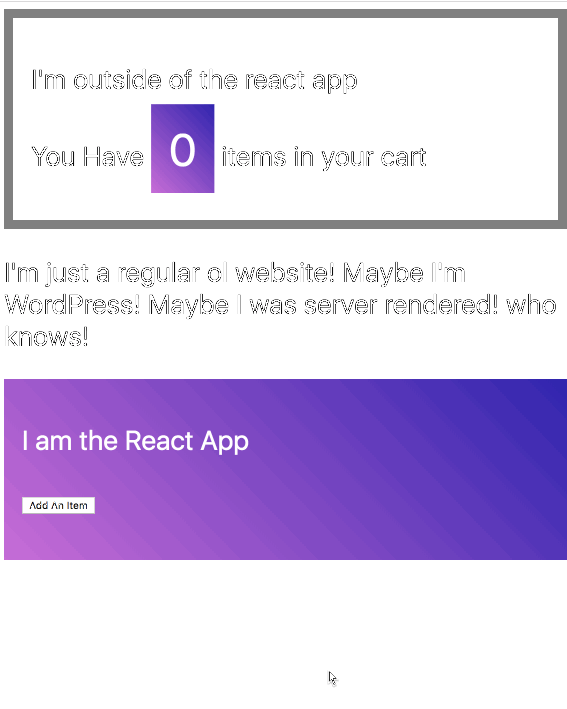 I'm outside of the react app
You Have 0 items in your cart
I'm just a regular ol website! Maybe I'm
WordPress! Maybe I was server rendered! who
knows!
I am the React App
Add An Item